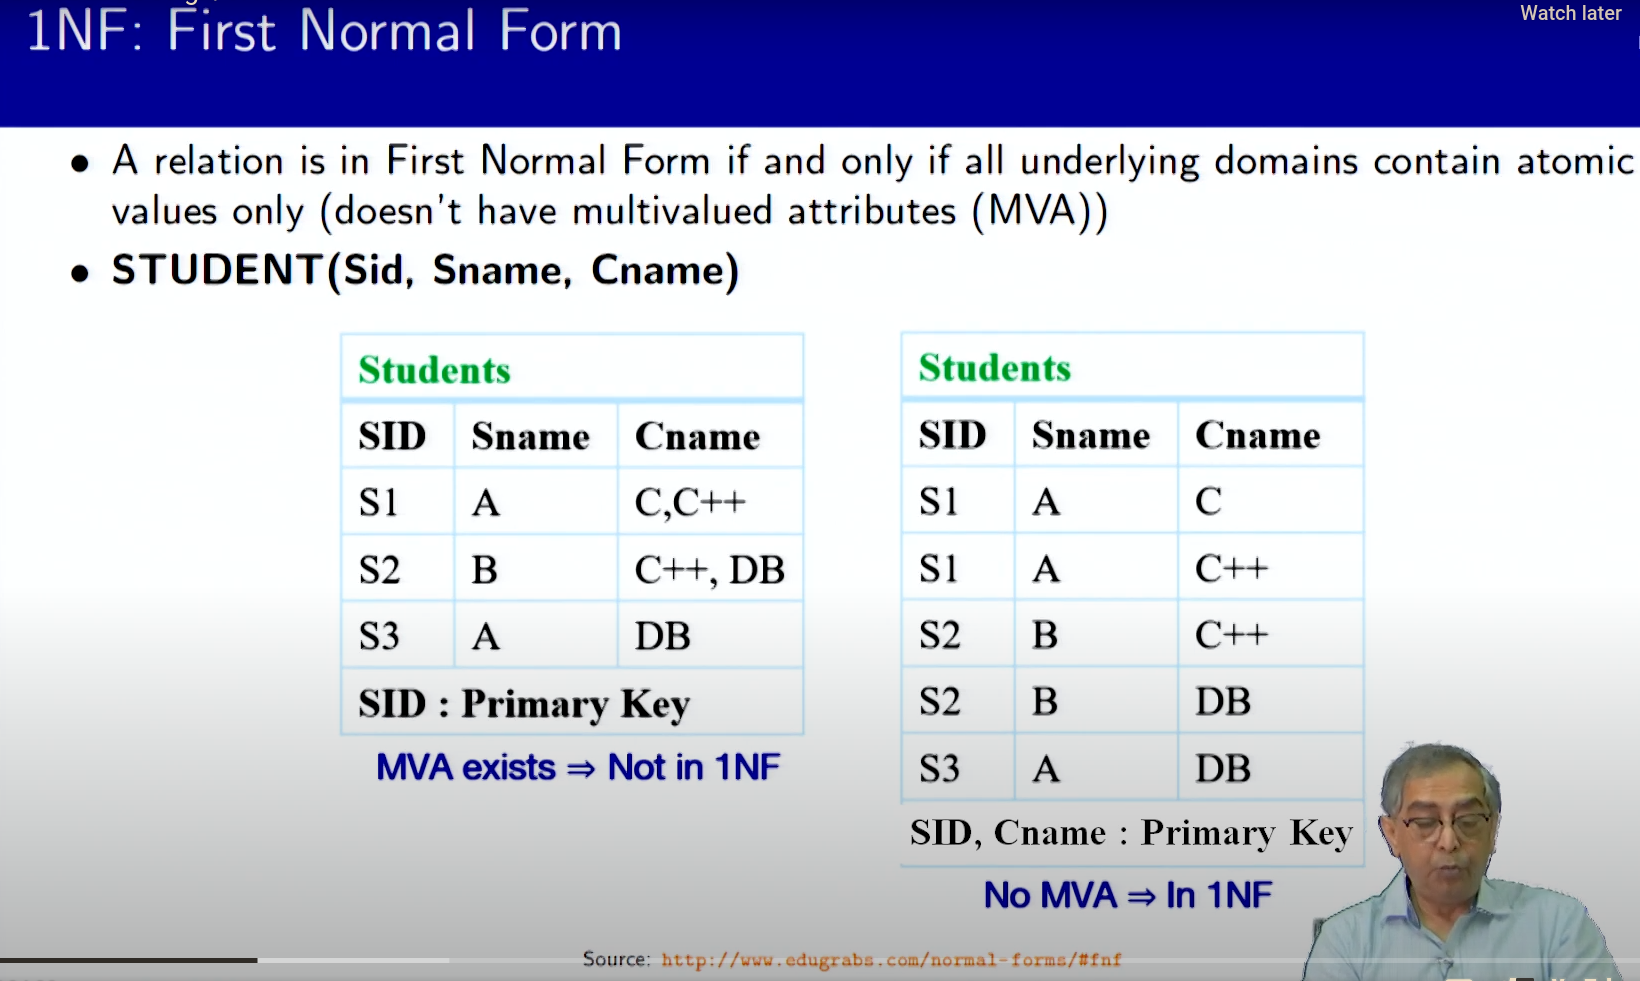 1NF: First Normal Form
Watch later
• A relation is in First Normal Form if and only if all underlying domains contain atomic
values only (doesn't have multivalued attributes (MVA))
• STUDENT(Sid, Sname, Cname)
Students
SID Sname Cname
S1 A C,C++
S2 B C++, DB
S3 A DB
SID : Primary Key
MVA exists ⇒ Not in 1NF
Students
SID Sname Cname
S1 A C
S1 A C++
S2 B C++
S2 B DB
S3 A DB
SID, Cname : Primary Key
No MVA ⇒ In 1NF
Source: http://www.edugrabs.com/normal-forms/#fnf